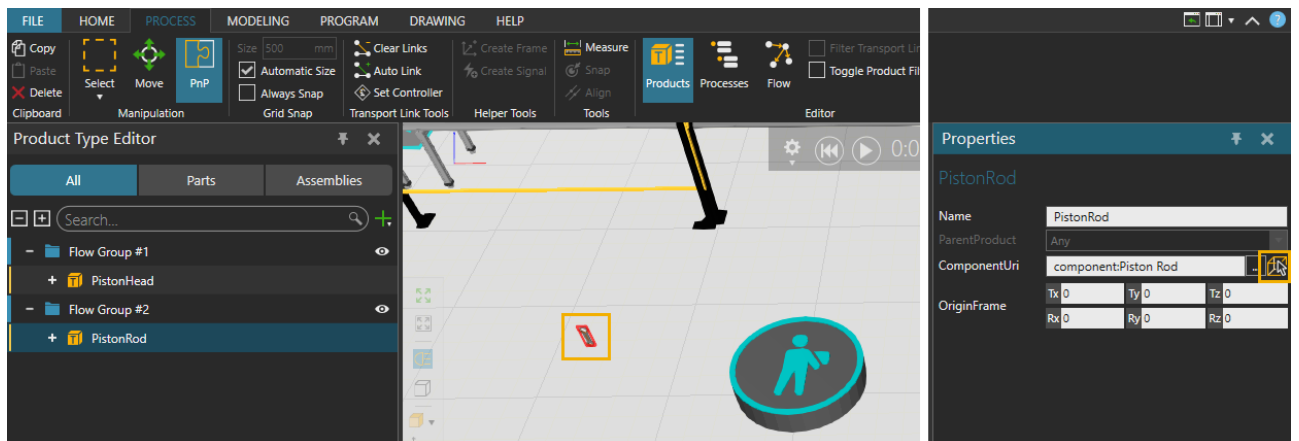 FILE HOME PROCESS MODELING PROGRAM DRAWING HELP
Copy
Paste
Delete
Clipboard
Select
Move
PnP
Manipulation
Size 500 mm
Automatic Size
Always Snap
Grid Snap
Clear Links
Auto Link
Set Controller
Transport Link Tools
Create Frame
Create Signal
Helper Tools
Measure
Snap
Align
Tools
Products
Processes
Flow
Filter Transport
Toggle Product
Editor
Product Type Editor
All Parts Assemblies
Search...
Flow Group #1
PistonHead
Flow Group #2
PistonRod
0:0
Properties
PistonRod
Name PistonRod
ParentProduct Any
ComponentUri component:Piston Rod ...
OriginFrame
Tx 0 Ty 0 Tz 0
Rx 0 Ry 0 Rz 0